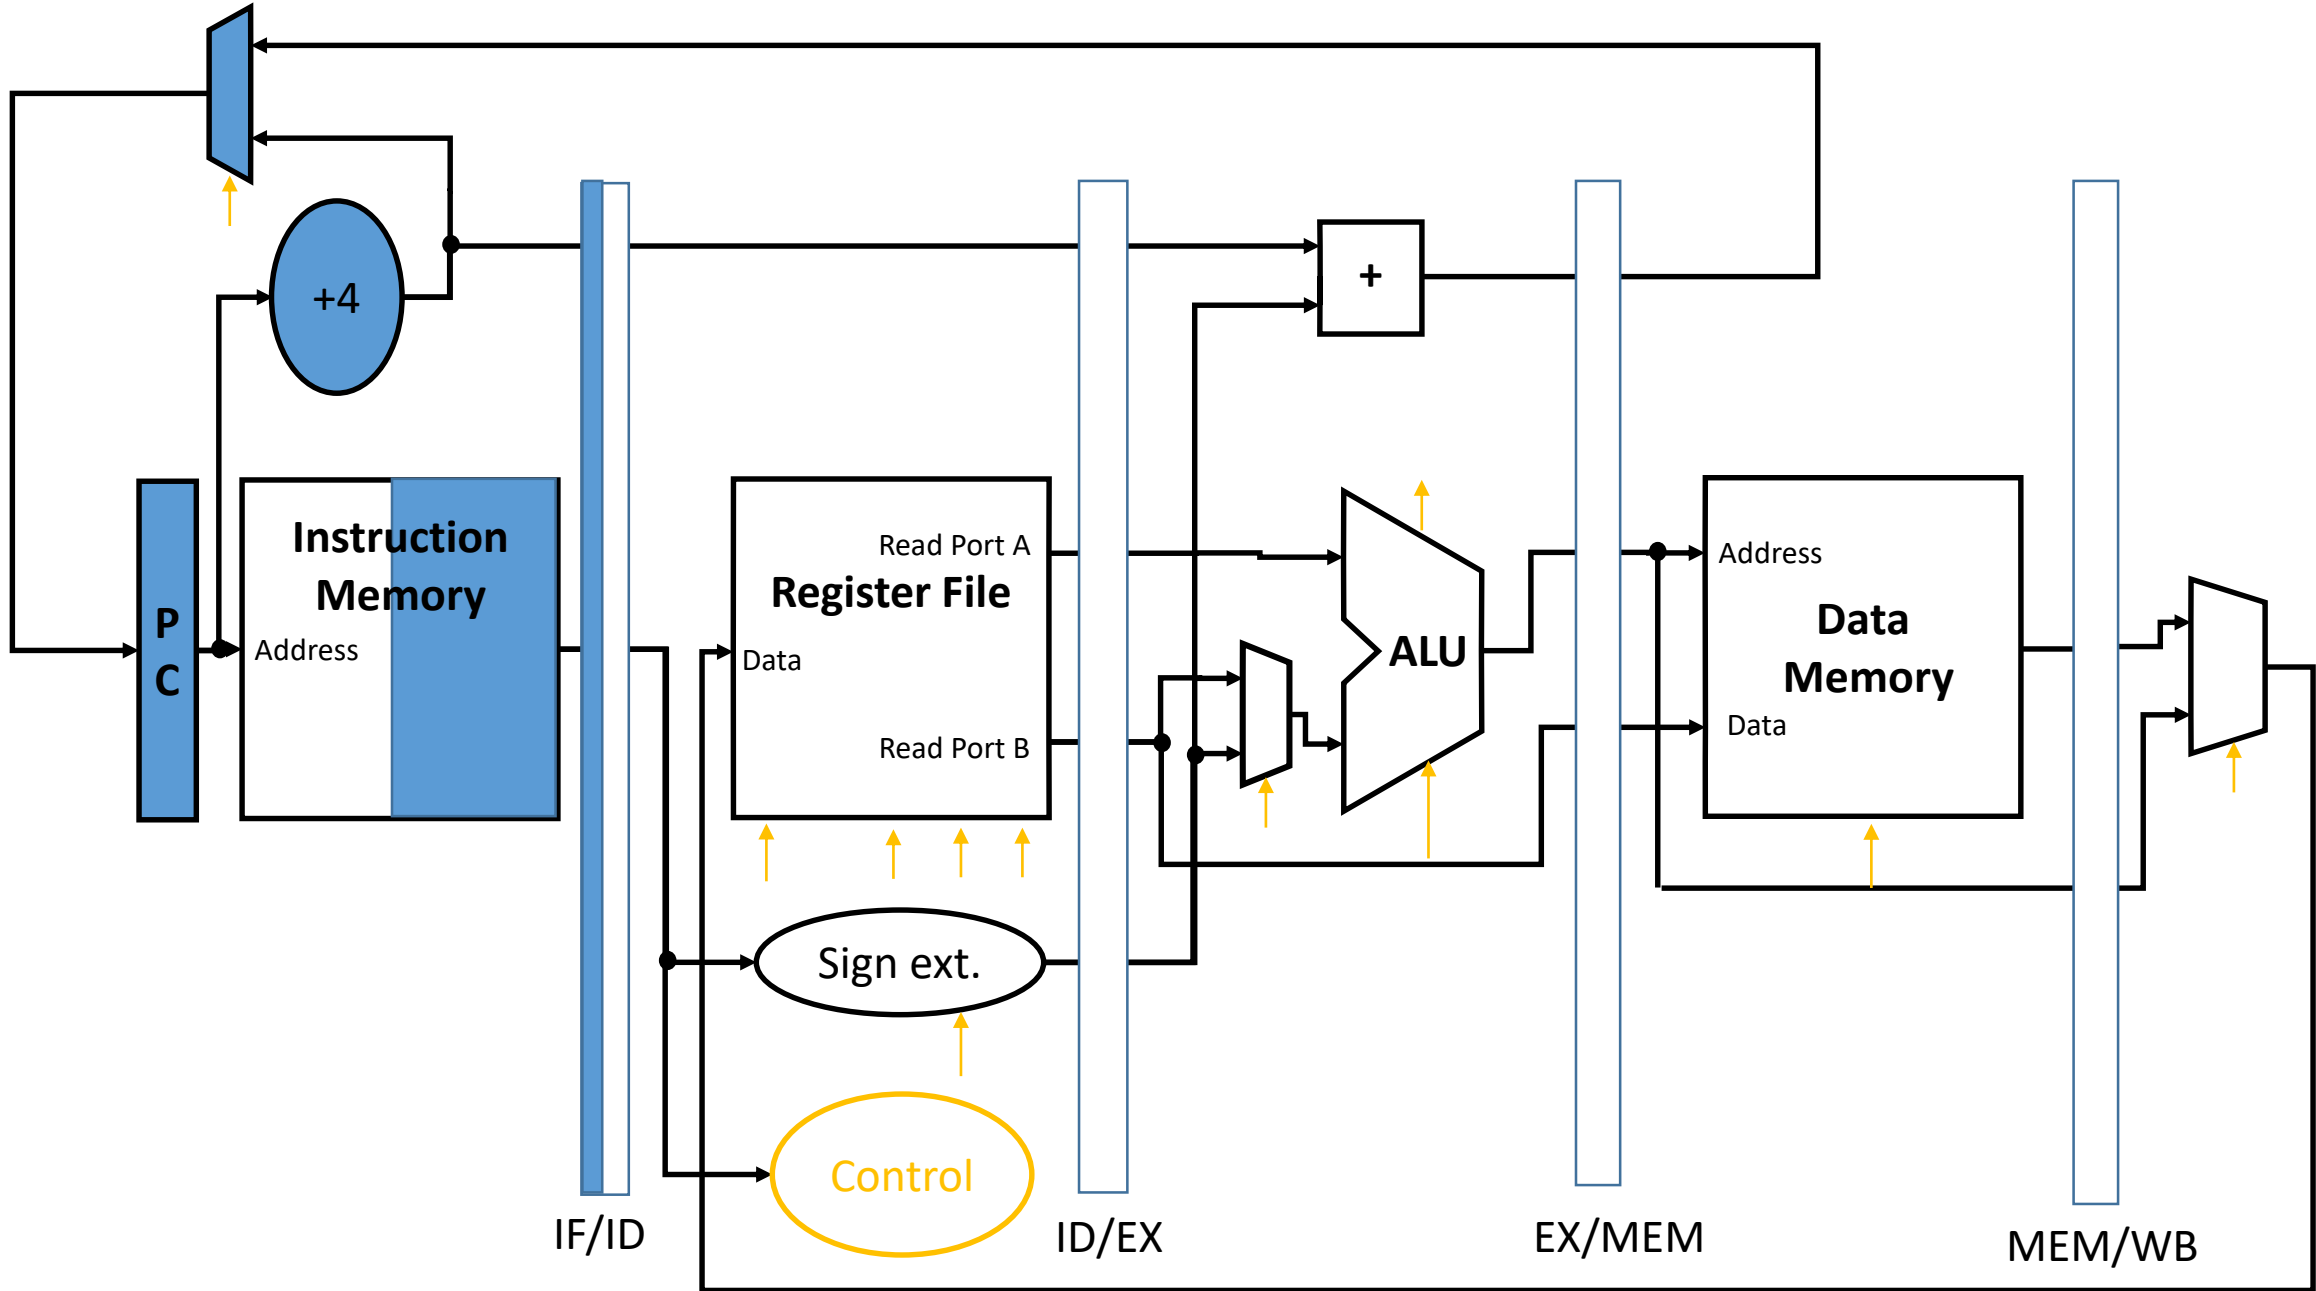 +4
+
Instruction
Memory
Address
P
C
Read Port A
Register File
Data
Read Port B
ALU
Address
Data
Memory
Data
Sign ext.
Control
IF/ID
ID/EX
EX/MEM
MEM/WB